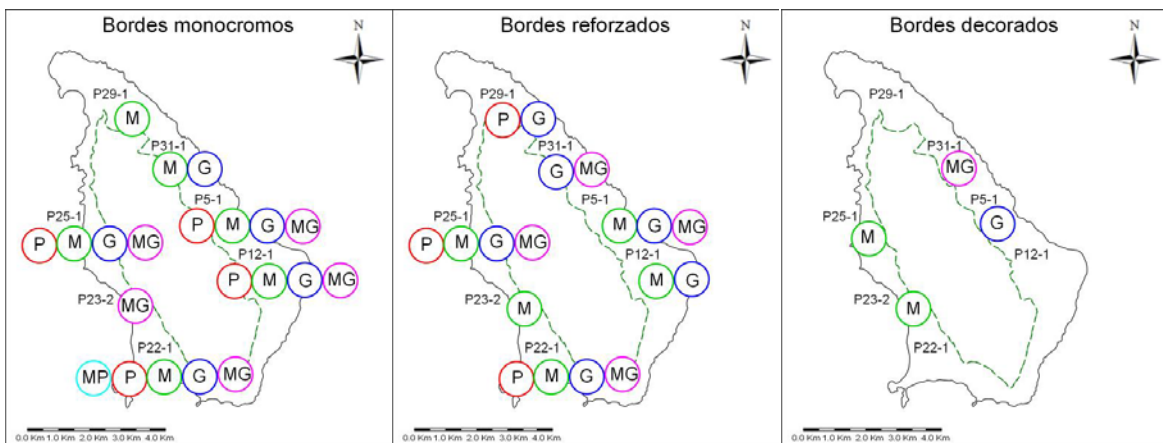 Bordes monocromos
N
P29-1
M
P31-1
M G
P5-1
P25-1
P M G MG
P M G MG
P12-1
P M G MG
P23-2
MG
P22-1
MP P M G MG
0.0 Km 1.0 Km 2.0 Km 3.0 Km 4.0 Km
Bordes reforzados
N
P29-1
P G
P31-1
G MG
P5-1
P25-1
M G MG
P M G MG
P12-1
M G
P23-2
M
P22-1
P M G MG
0.0 Km 1.0 Km 2.0 Km 3.0 Km 4.0 Km
Bordes decorados
N
P29-1
P31-1
MG
P5-1
P25-1
G
M
P12-1
P23-2
M
P22-1
0.0 Km 1.0 Km 2.0 Km 3.0 Km 4.0 Km